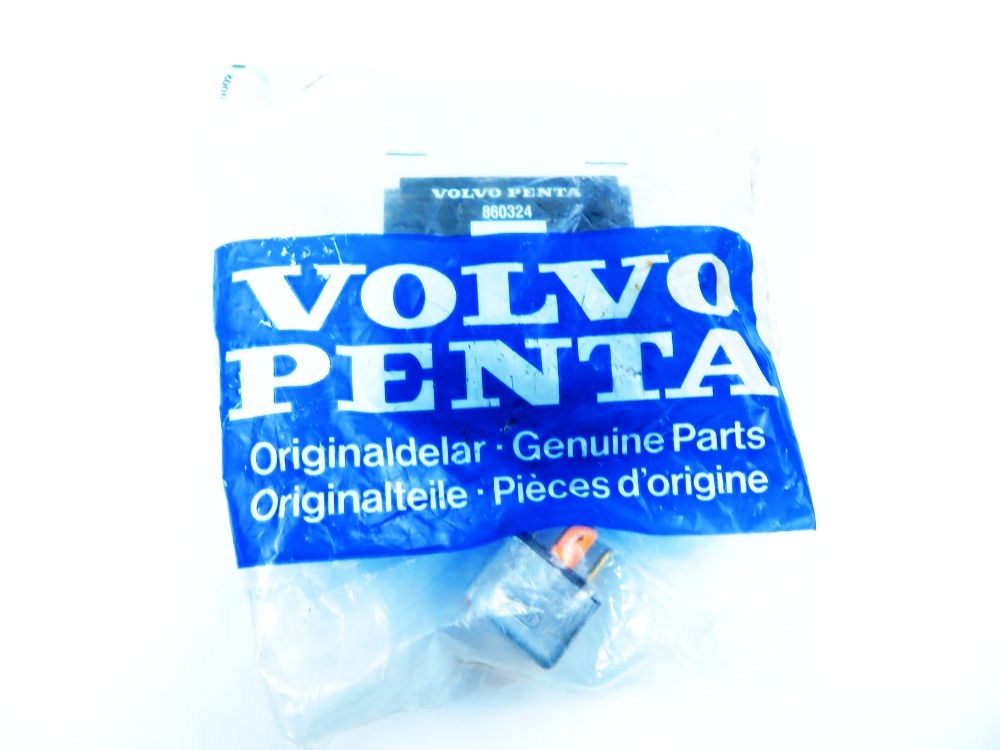 VOLVO PENTA
860324
VOLVO
PENTA
Originaldelar · Genuine Parts
Originalteile · Pièces d'origine